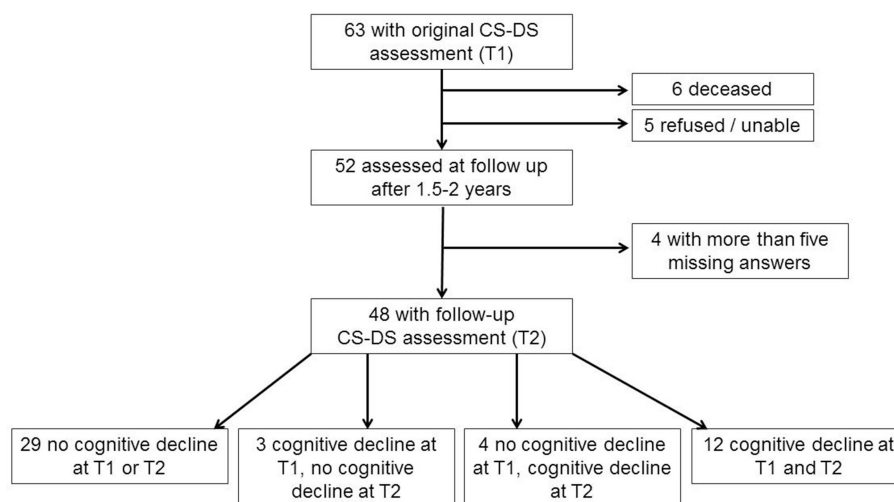 63 with original CS-DS
assessment (T1)
6 deceased
5 refused / unable
52 assessed at follow up
after 1.5-2 years
4 with more than five
missing answers
48 with follow-up
CS-DS assessment (T2)
29 no cognitive decline
at T1 or T2
3 cognitive decline at
T1, no cognitive
decline at T2
4 no cognitive decline
at T1, cognitive decline
at T2
12 cognitive decline at
T1 and T2